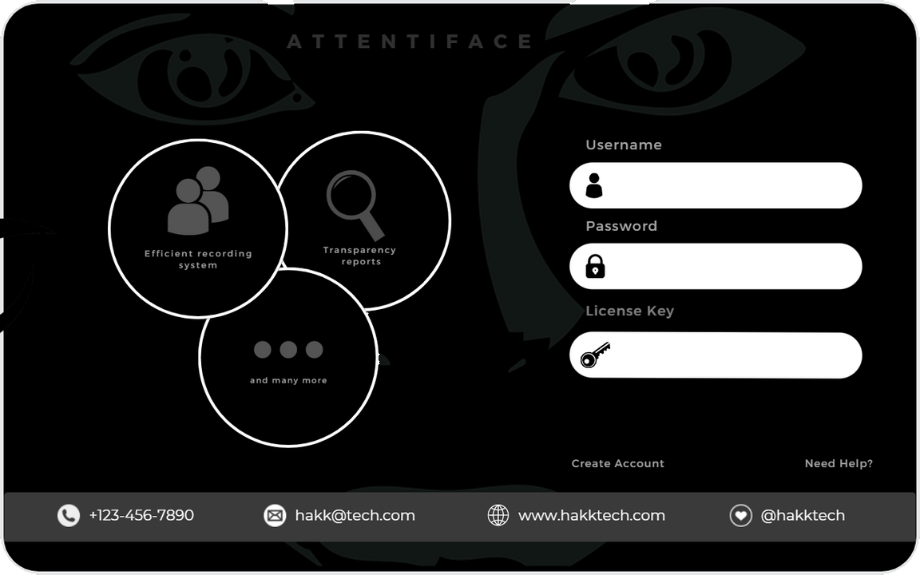 ATTENTIFACE
Efficient recording
system
Transparency
reports
and many more
Username
Password
License Key
Create Account
Need Help?
+123-456-7890
hakk@tech.com
www.hakktech.com
@hakktech